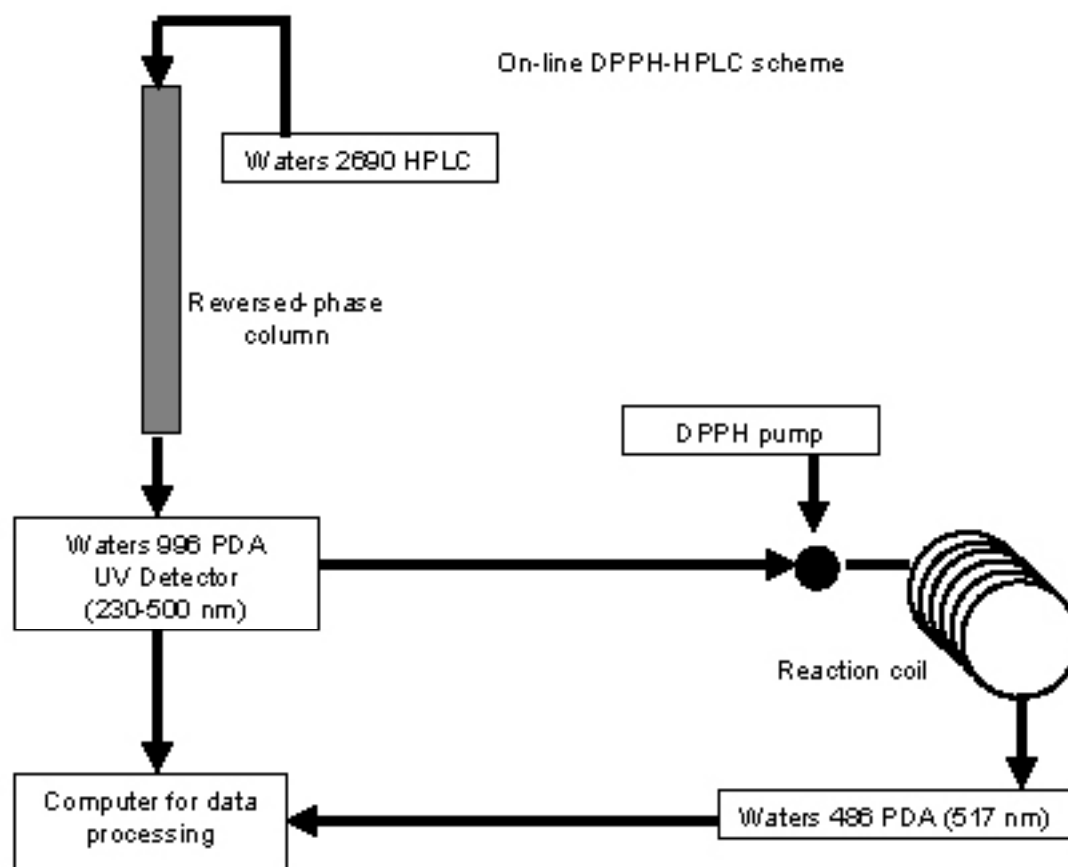 On-line DPPH-HPLC scheme
Waters 2690 HPLC
Reversed-phase
column
DPPH pump
Waters 996 PDA
UV Detector
(230-500 nm)
Reaction coil
Computer for data
processing
Waters 486 PDA (517 nm)